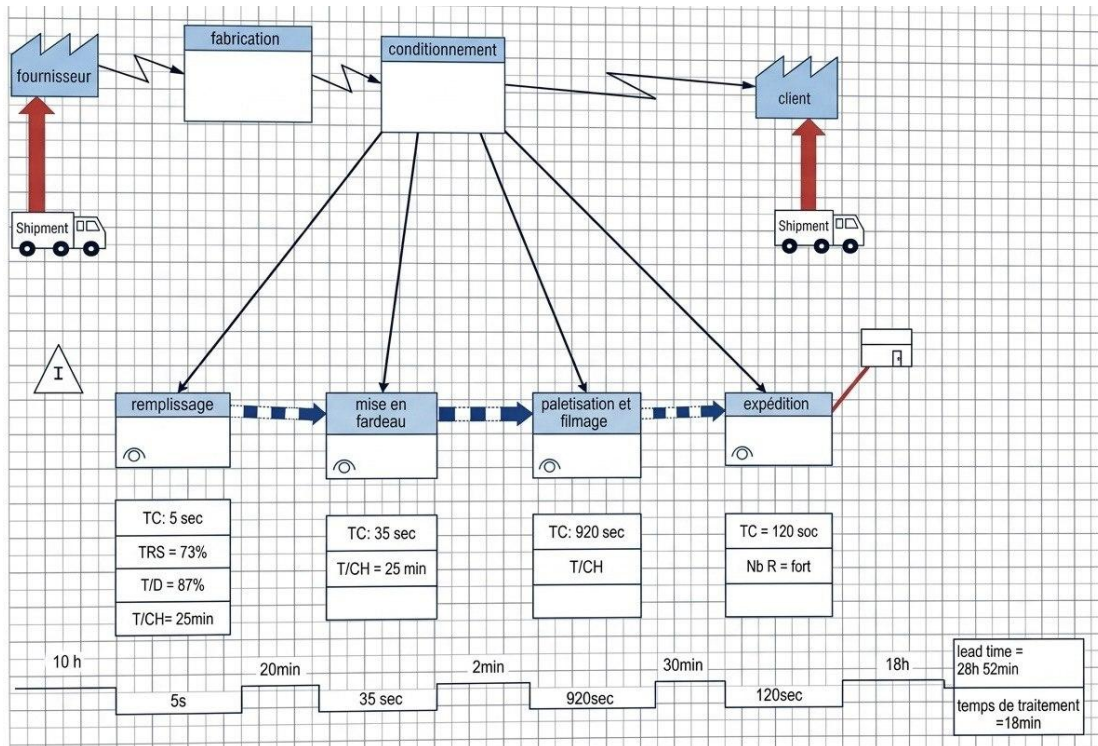 fabrication
conditionnement
fournisseur
client
Shipment
Shipment
I
remplissage
mise en
fardeau
paletisation et
filmage
expédition
TC: 5 sec
TRS = 73%
T/D = 87%
T/CH= 25min
TC: 35 sec
T/CH = 25 min
TC: 920 sec
T/CH
TC = 120 soc
Nb R = fort
10 h
20min
2min
30min
18h
5s
35 sec
920sec
120sec
lead time =
28h 52min
temps de traitement
=18min